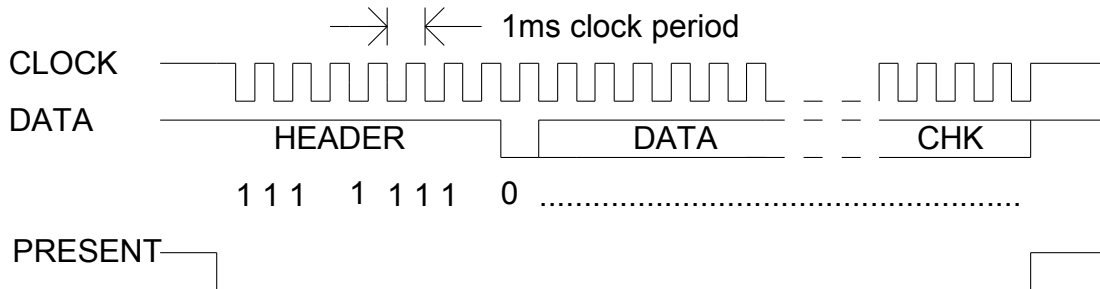 1ms clock period
CLOCK
DATA
HEADER DATA CHK
1 1 1 1 1 1 1 0 ......................................................
PRESENT